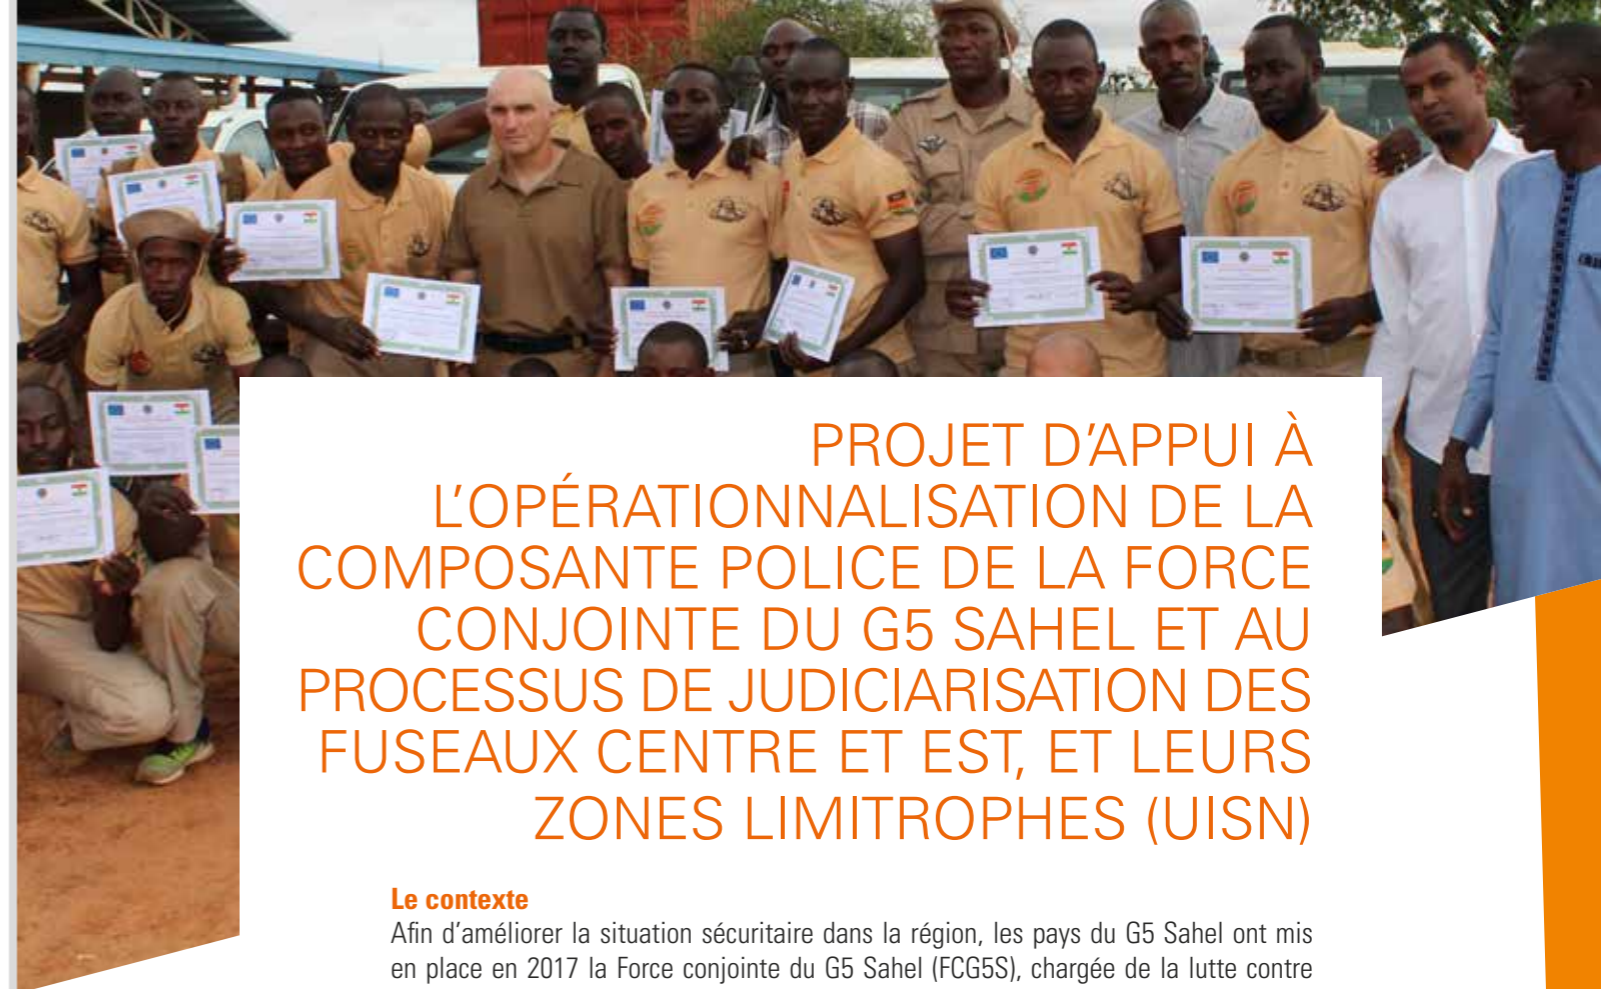 PROJET D'APPUI À
L'OPÉRATIONNALISATION DE LA
COMPOSANTE POLICE DE LA FORCE
CONJOINTE DU G5 SAHEL ET AU
PROCESSUS DE JUDICIARISATION DES
FUSEAUX CENTRE ET EST, ET LEURS
ZONES LIMITROPHES (UISN)
Le contexte
Afin d'améliorer la situation sécuritaire dans la région, les pays du G5 Sahel ont mis
en place en 2017 la Force conjointe du G5 Sahel (FCG5S), chargée de la lutte contre